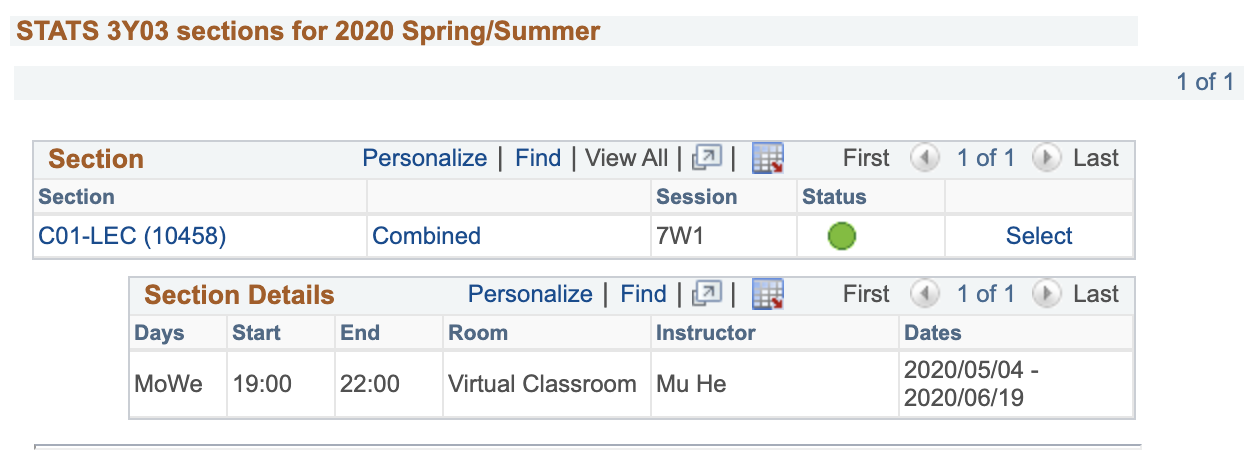 STATS 3Y03 sections for 2020 Spring/Summer
1 of 1
Section Personalize | Find | View All | | First 1 of 1 Last
Section Session Status
C01-LEC (10458) Combined 7W1 Select
Section Details Personalize | Find | | First 1 of 1 Last
Days Start End Room Instructor Dates
MoWe 19:00 22:00 Virtual Classroom Mu He 2020/05/04 -
2020/06/19